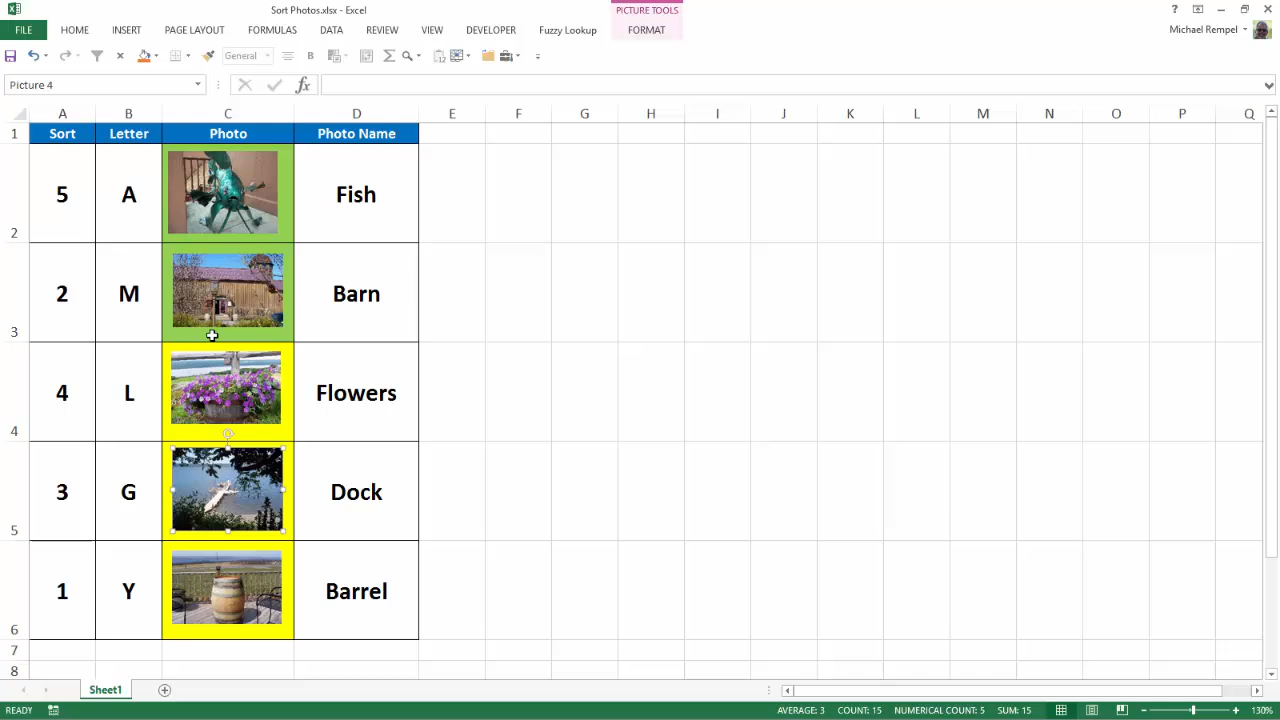 Sort Photos.xlsx - Excel
PICTURE TOOLS
?
FILE HOME INSERT PAGE LAYOUT FORMULAS DATA REVIEW VIEW DEVELOPER Fuzzy Lookup FORMAT Michael Rempel
General B 12
Picture 4 fx
A B C D E F G H I J K L M N O P Q
1 Sort Letter Photo Photo Name
2 5 A Fish
3 2 M Barn
4 4 L Flowers
5 3 G Dock
6 1 Y Barrel
7
8
Sheet1
READY AVERAGE: 3 COUNT: 15 NUMERICAL COUNT: 5 SUM: 15 130%